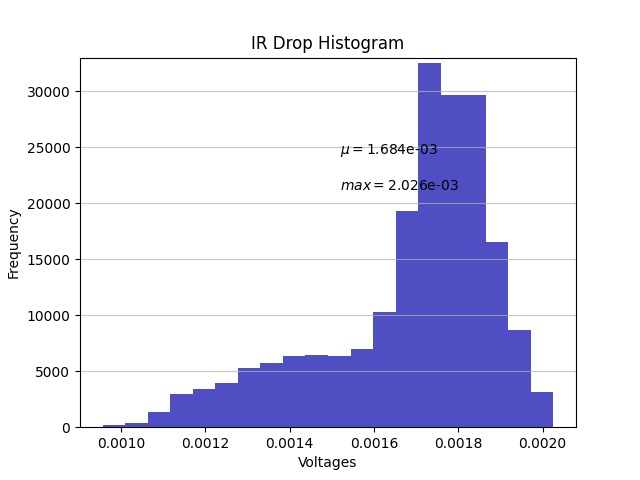 IR Drop Histogram
30000
25000
20000
15000
10000
5000
0
Frequency
μ = 1.684e-03
max = 2.026e-03
0.0010 0.0012 0.0014 0.0016 0.0018 0.0020
Voltages